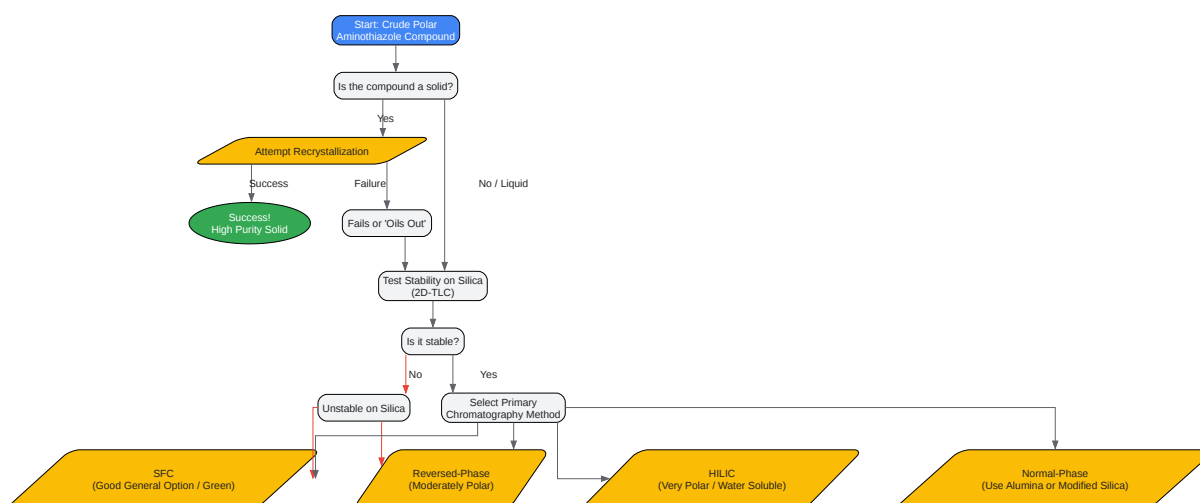 Start: Crude Polar
Aminothiazole Compound
Is the compound a solid?
Yes
Attempt Recrystallization
Success
Failure
No / Liquid
Success!
High Purity Solid
Fails or 'Oils Out'
Test Stability on Silica
(2D-TLC)
Is it stable?
No
Yes
Unstable on Silica
Select Primary
Chromatography Method
SFC
(Good General Option / Green)
Reversed-Phase
(Moderately Polar)
HILIC
(Very Polar / Water Soluble)
Normal-Phase
(Use Alumina or Modified Silica)